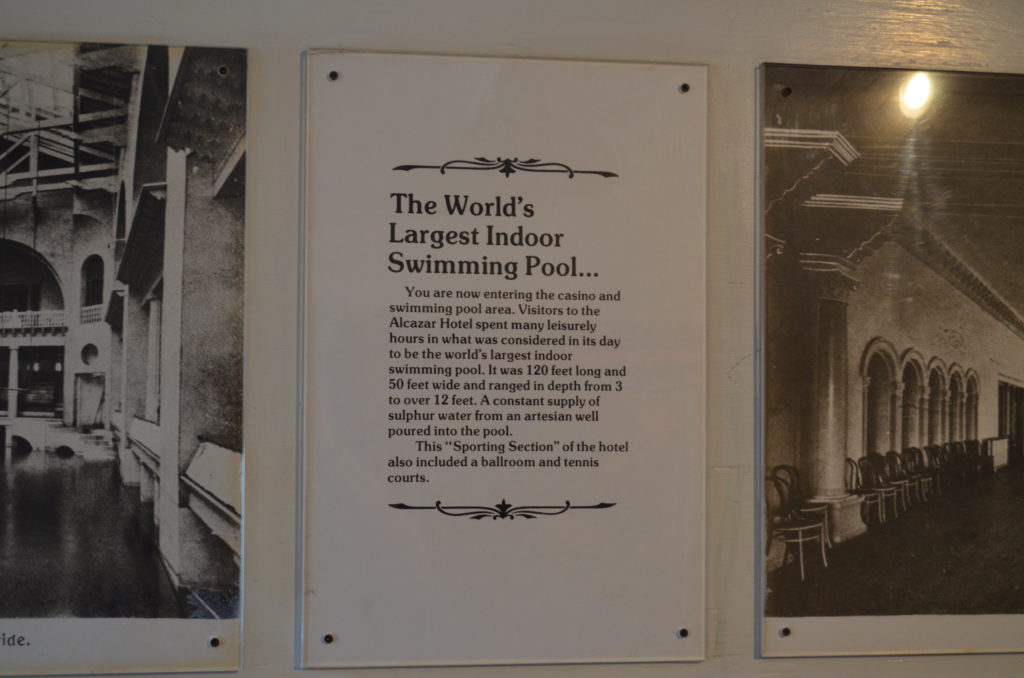 The World's
Largest Indoor
Swimming Pool...
You are now entering the casino and
swimming pool area. Visitors to the
Alcazar Hotel spent many leisurely
hours in what was considered in its day
to be the world's largest indoor
swimming pool. It was 120 feet long and
50 feet wide and ranged in depth from 3
to over 12 feet. A constant supply of
sulphur water from an artesian well
poured into the pool.
This "Sporting Section" of the hotel
also included a ballroom and tennis
courts.